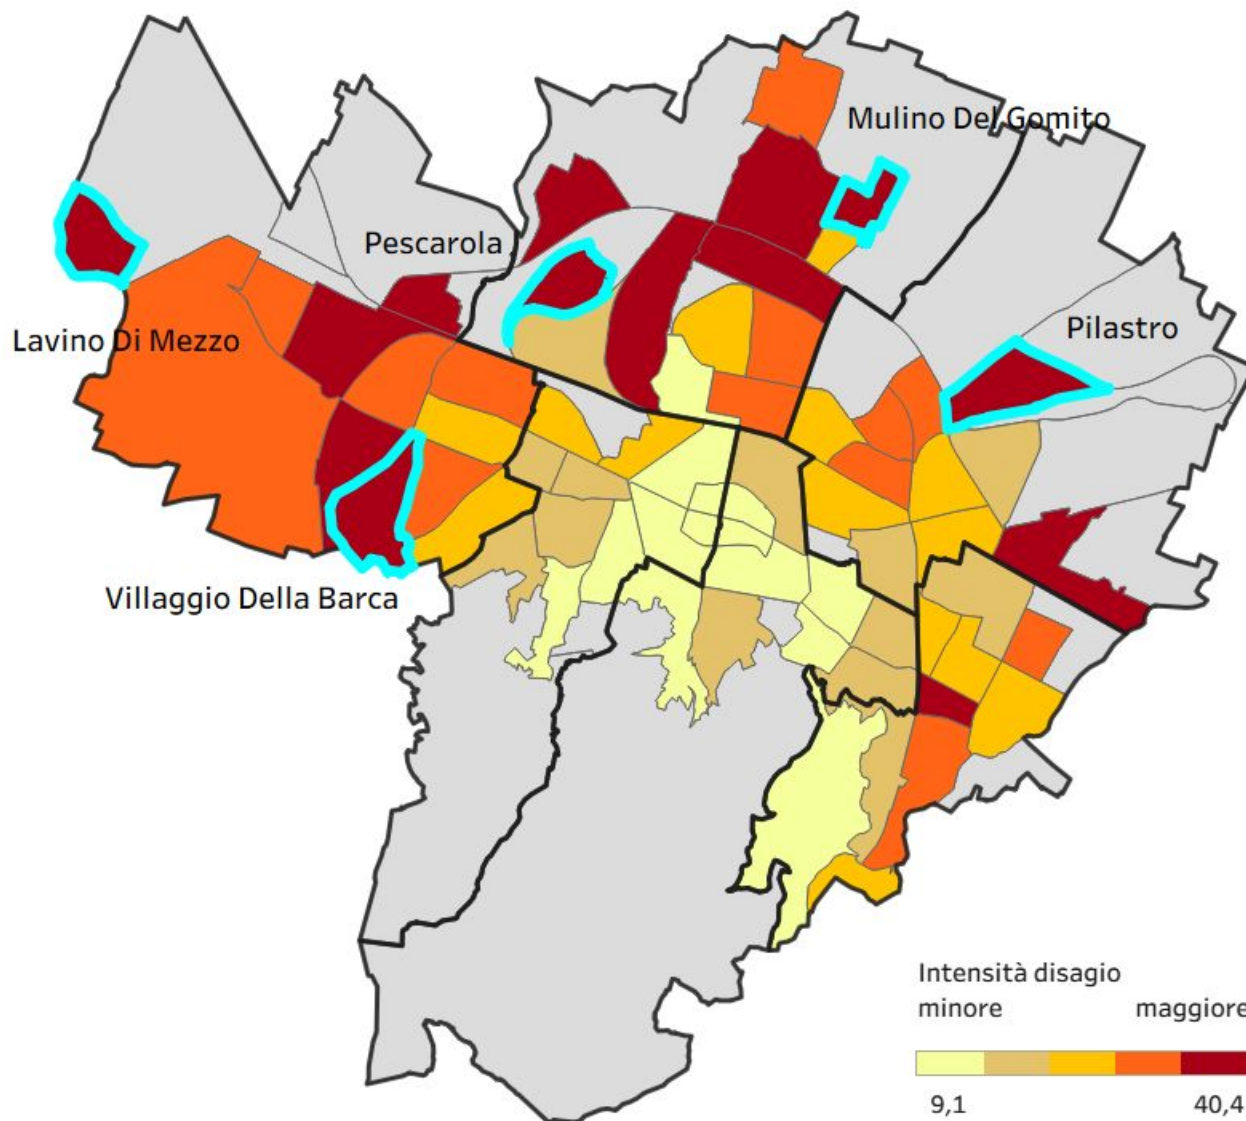 Mulino Del Gomito
Pescarola
Pilastro
Lavino Di Mezzo
Villaggio Della Barca
Intensità disagio
minore maggiore
9,1 40,4